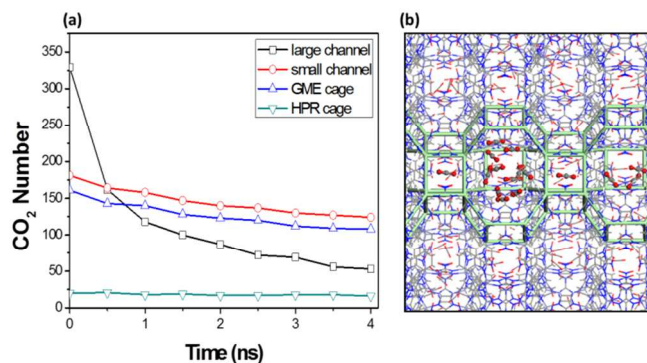 (a)
(b)
CO₂ Number
350
300
250
200
150
100
50
0
large channel
small channel
GME cage
HPR cage
0
1
2
3
4
Time (ns)